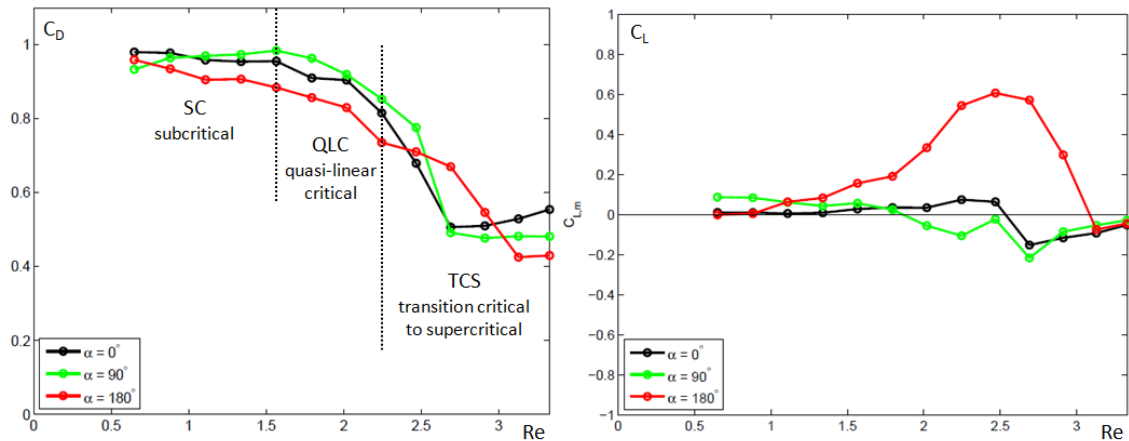 C_D
1
0.8
0.6
0.4
0.2
0
SC
subcritical
QLC
quasi-linear
critical
TCS
transition critical
to supercritical
α = 0°
α = 90°
α = 180°
0
0.5
1
1.5
2
2.5
3
Re
C_L
C_L,m
1
0.8
0.6
0.4
0.2
0
−0.2
−0.4
−0.6
−0.8
−1
α = 0°
α = 90°
α = 180°
0
0.5
1
1.5
2
2.5
3
Re